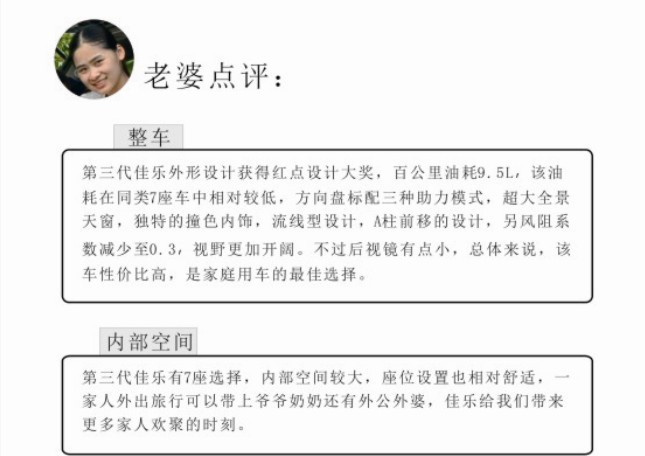 老婆点评：
整车
第三代佳乐外形设计获得红点设计大奖，百公里油耗9.5L，该油
耗在同类7座车中相对较低，方向盘标配三种助力模式，超大全景
天窗，独特的撞色内饰，流线型设计，A柱前移的设计，另风阻系
数减少至0.3，视野更加开阔。不过后视镜有点小，总体来说，该
车性价比高，是家庭用车的最佳选择。
内部空间
第三代佳乐有7座选择，内部空间较大，座位设置也相对舒适，一
家人外出旅行可以带上爷爷奶奶还有外公外婆，佳乐给我们带来
更多家人欢聚的时刻。